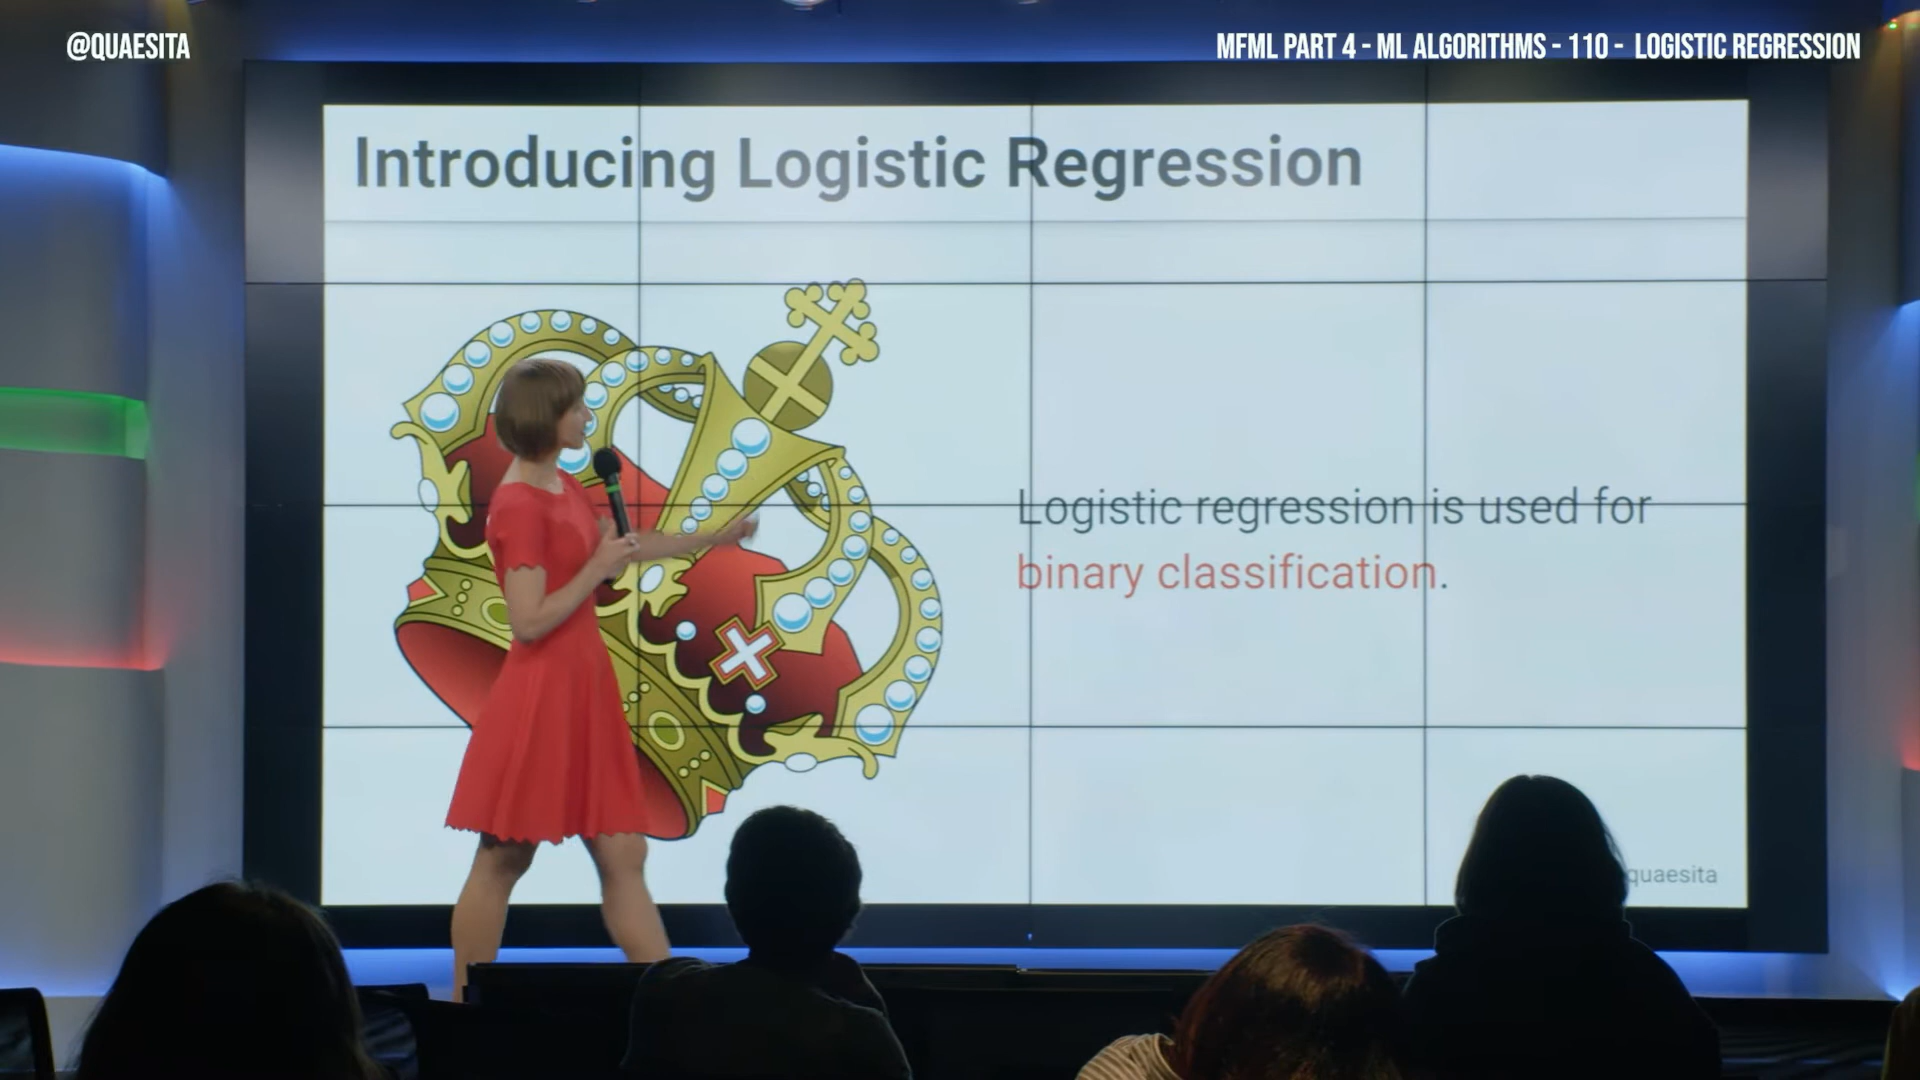 @QUAESITA
MFML PART 4 - ML ALGORITHMS - 110 - LOGISTIC REGRESSION
Introducing Logistic Regression
Logistic regression is used for
binary classification.
quaesita